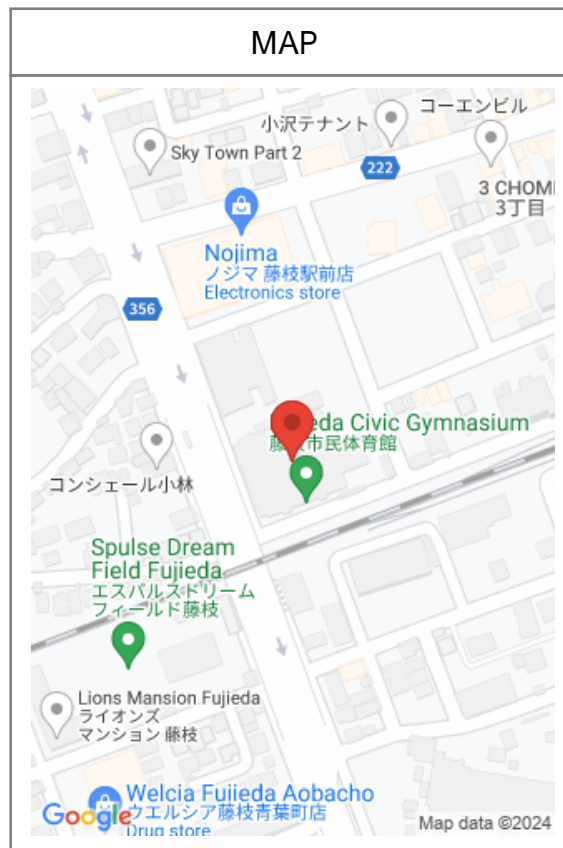 MAP
コーエンビル
小沢テナント
Sky Town Part 2
222
3 CHOM
3丁目
Nojima
ノジマ 藤枝駅前店
Electronics store
356
eda Civic Gymnasium
藤枝市民体育館
コンシェール小林
Spulse Dream
Field Fujieda
エスパルスドリーム
フィールド藤枝
Lions Mansion Fujieda
ライオンズ
マンション 藤枝
Welcia Fujieda Aobacho
ウエルシア藤枝青葉町店
Drug store
Google
Map data ©2024